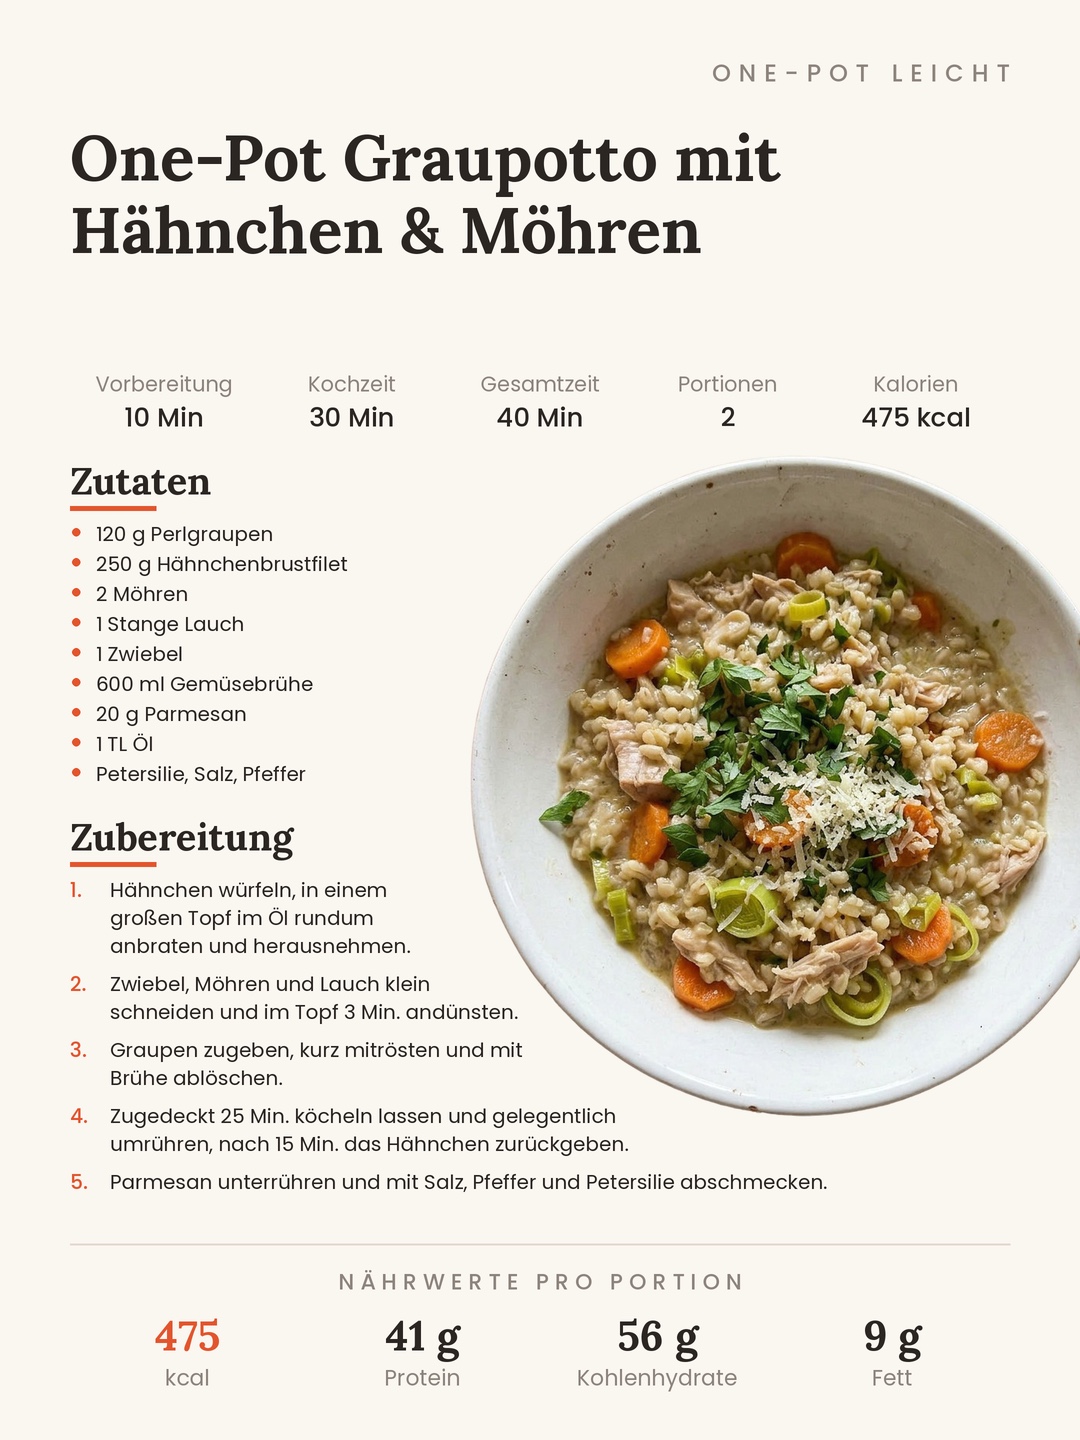 ONE-POT LEICHT
One-Pot Graupotto mit
Hähnchen & Möhren
Vorbereitung
10 Min
Kochzeit
30 Min
Gesamtzeit
40 Min
Portionen
2
Kalorien
475 kcal
Zutaten
• 120 g Perlgraupen
• 250 g Hähnchenbrustfilet
• 2 Möhren
• 1 Stange Lauch
• 1 Zwiebel
• 600 ml Gemüsebrühe
• 20 g Parmesan
• 1 TL Öl
• Petersilie, Salz, Pfeffer
Zubereitung
1. Hähnchen würfeln, in einem
großen Topf im Öl rundum
anbraten und herausnehmen.
2. Zwiebel, Möhren und Lauch klein
schneiden und im Topf 3 Min. andünsten.
3. Graupen zugeben, kurz mitrösten und mit
Brühe ablöschen.
4. Zugedeckt 25 Min. köcheln lassen und gelegentlich
umrühren, nach 15 Min. das Hähnchen zurückgeben.
5. Parmesan unterrühren und mit Salz, Pfeffer und Petersilie abschmecken.
NÄHRWERTE PRO PORTION
475
kcal
41 g
Protein
56 g
Kohlenhydrate
9 g
Fett